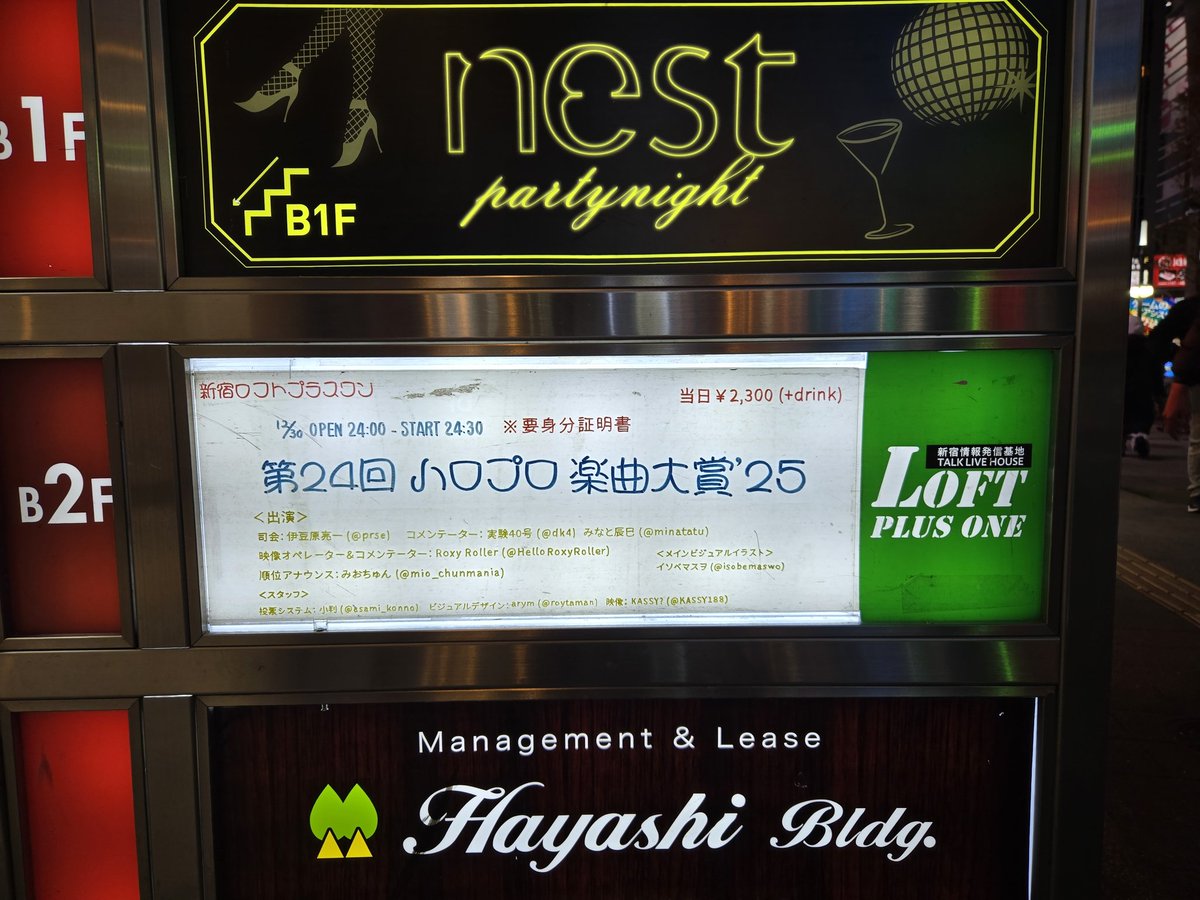 B1F
nest
partynight
B1F
B2F
新宿ロフトプラスワン
当日￥2,300 (+drink)
12/30 OPEN 24:00 - START 24:30 ※要身分証明書
第24回 ハロプロ 楽曲大賞'25
＜出演＞
司会: 伊豆原亮一 (@prse) コメンテーター: 実験40号 (@dk4) みなと辰巳 (@minatatu)
映像オペレーター&コメンテーター: Roxy Roller (@HelloRoxyRoller)
順位アナウンス: みおちゅん (@mio_chunmania)
＜メインビジュアルイラスト＞
イソベマスヲ (@isobemaswo)
＜スタッフ＞
投票システム: 小判 (@asami_konno) ビジュアルデザイン: arym (@roytaman) 映像: KASSY? (@KASSY188)
新宿情報発信基地
TALK LIVE HOUSE
LOFT
PLUS ONE
Management & Lease
Hayashi Bldg.